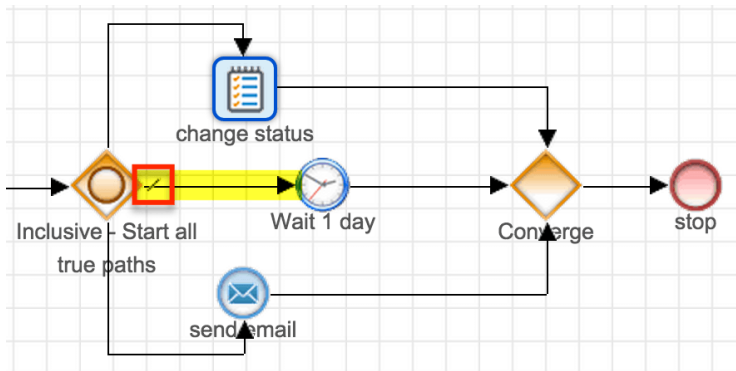 change status
Inclusive - Start all
true paths
Wait 1 day
Converge
stop
send email